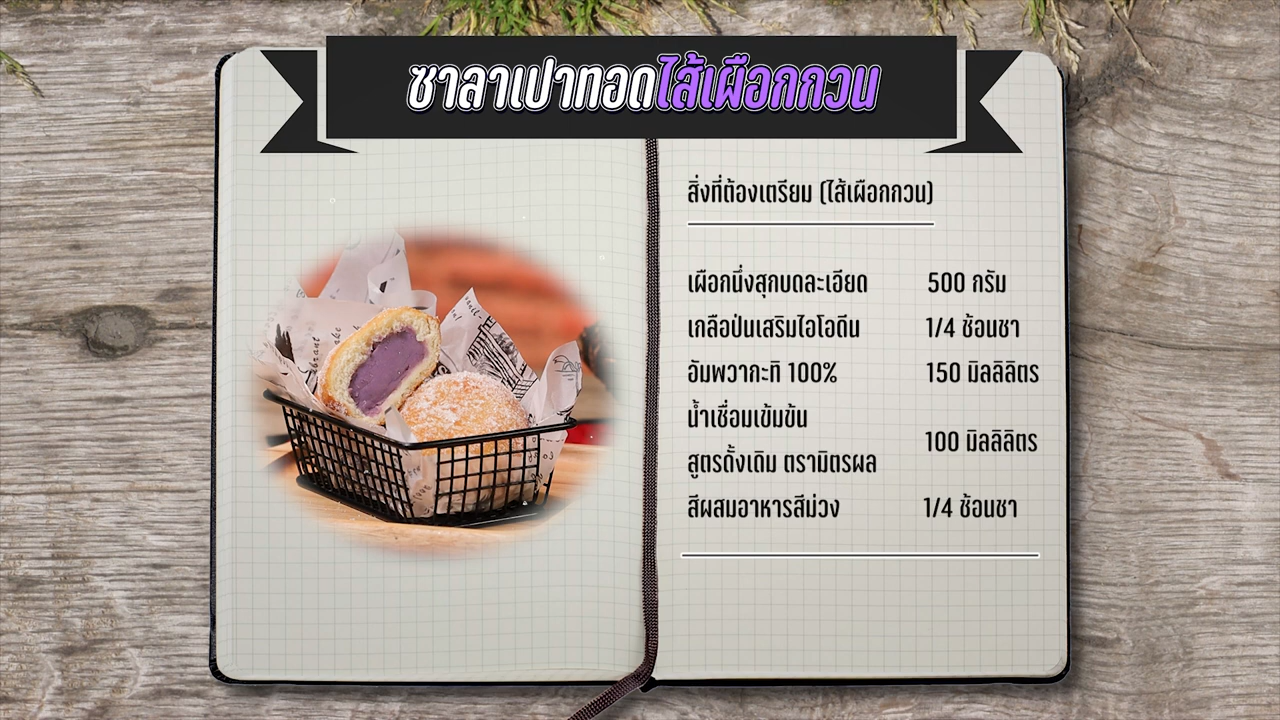 ซาลาเปาทอดไส้เผือกกวน
สิ่งที่ต้องเตรียม (ไส้เผือกกวน)
เผือกนึ่งสุกบดละเอียด 500 กรัม
เกลือป่นเสริมไอโอดีน 1/4 ช้อนชา
อัมพวากะทิ 100% 150 มิลลิลิตร
น้ำเชื่อมเข้มข้น
สูตรดั้งเดิม ตรามิตรผล 100 มิลลิลิตร
สีผสมอาหารสีม่วง 1/4 ช้อนชา